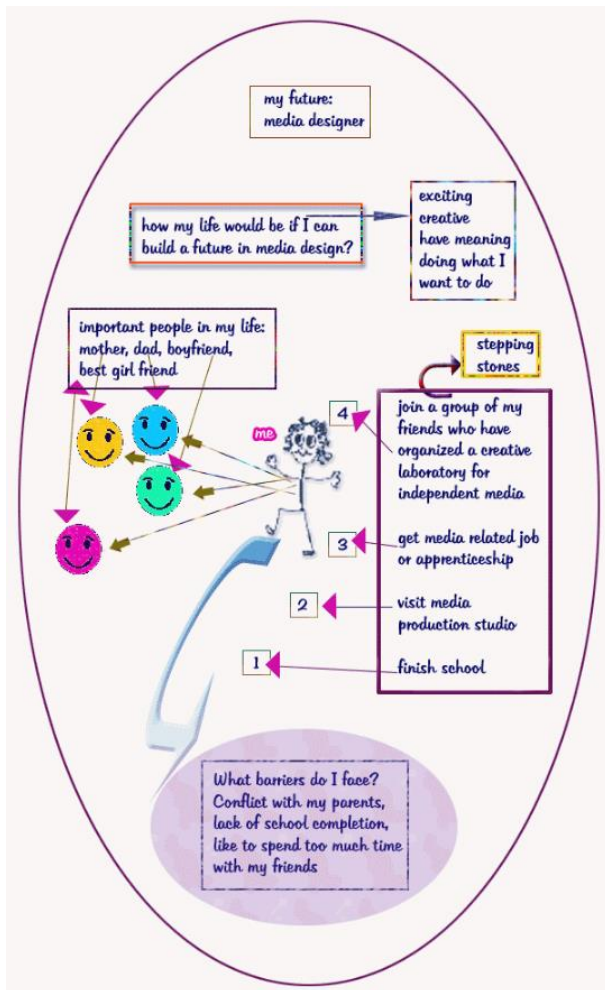 my future:
media designer
how my life would be if I can
build a future in media design?
exciting
creative
have meaning
doing what I
want to do
important people in my life:
mother, dad, boyfriend,
best girl friend
stepping
stones
me
4
join a group of my
friends who have
organized a creative
laboratory for
independent media
3
get media related job
or apprenticeship
2
visit media
production studio
1
finish school
What barriers do I face?
Conflict with my parents,
lack of school completion,
like to spend too much time
with my friends